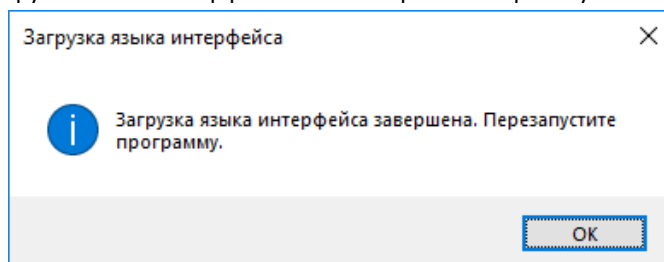 Загрузка языка интерфейса
Загрузка языка интерфейса завершена. Перезапустите
программу.
OK